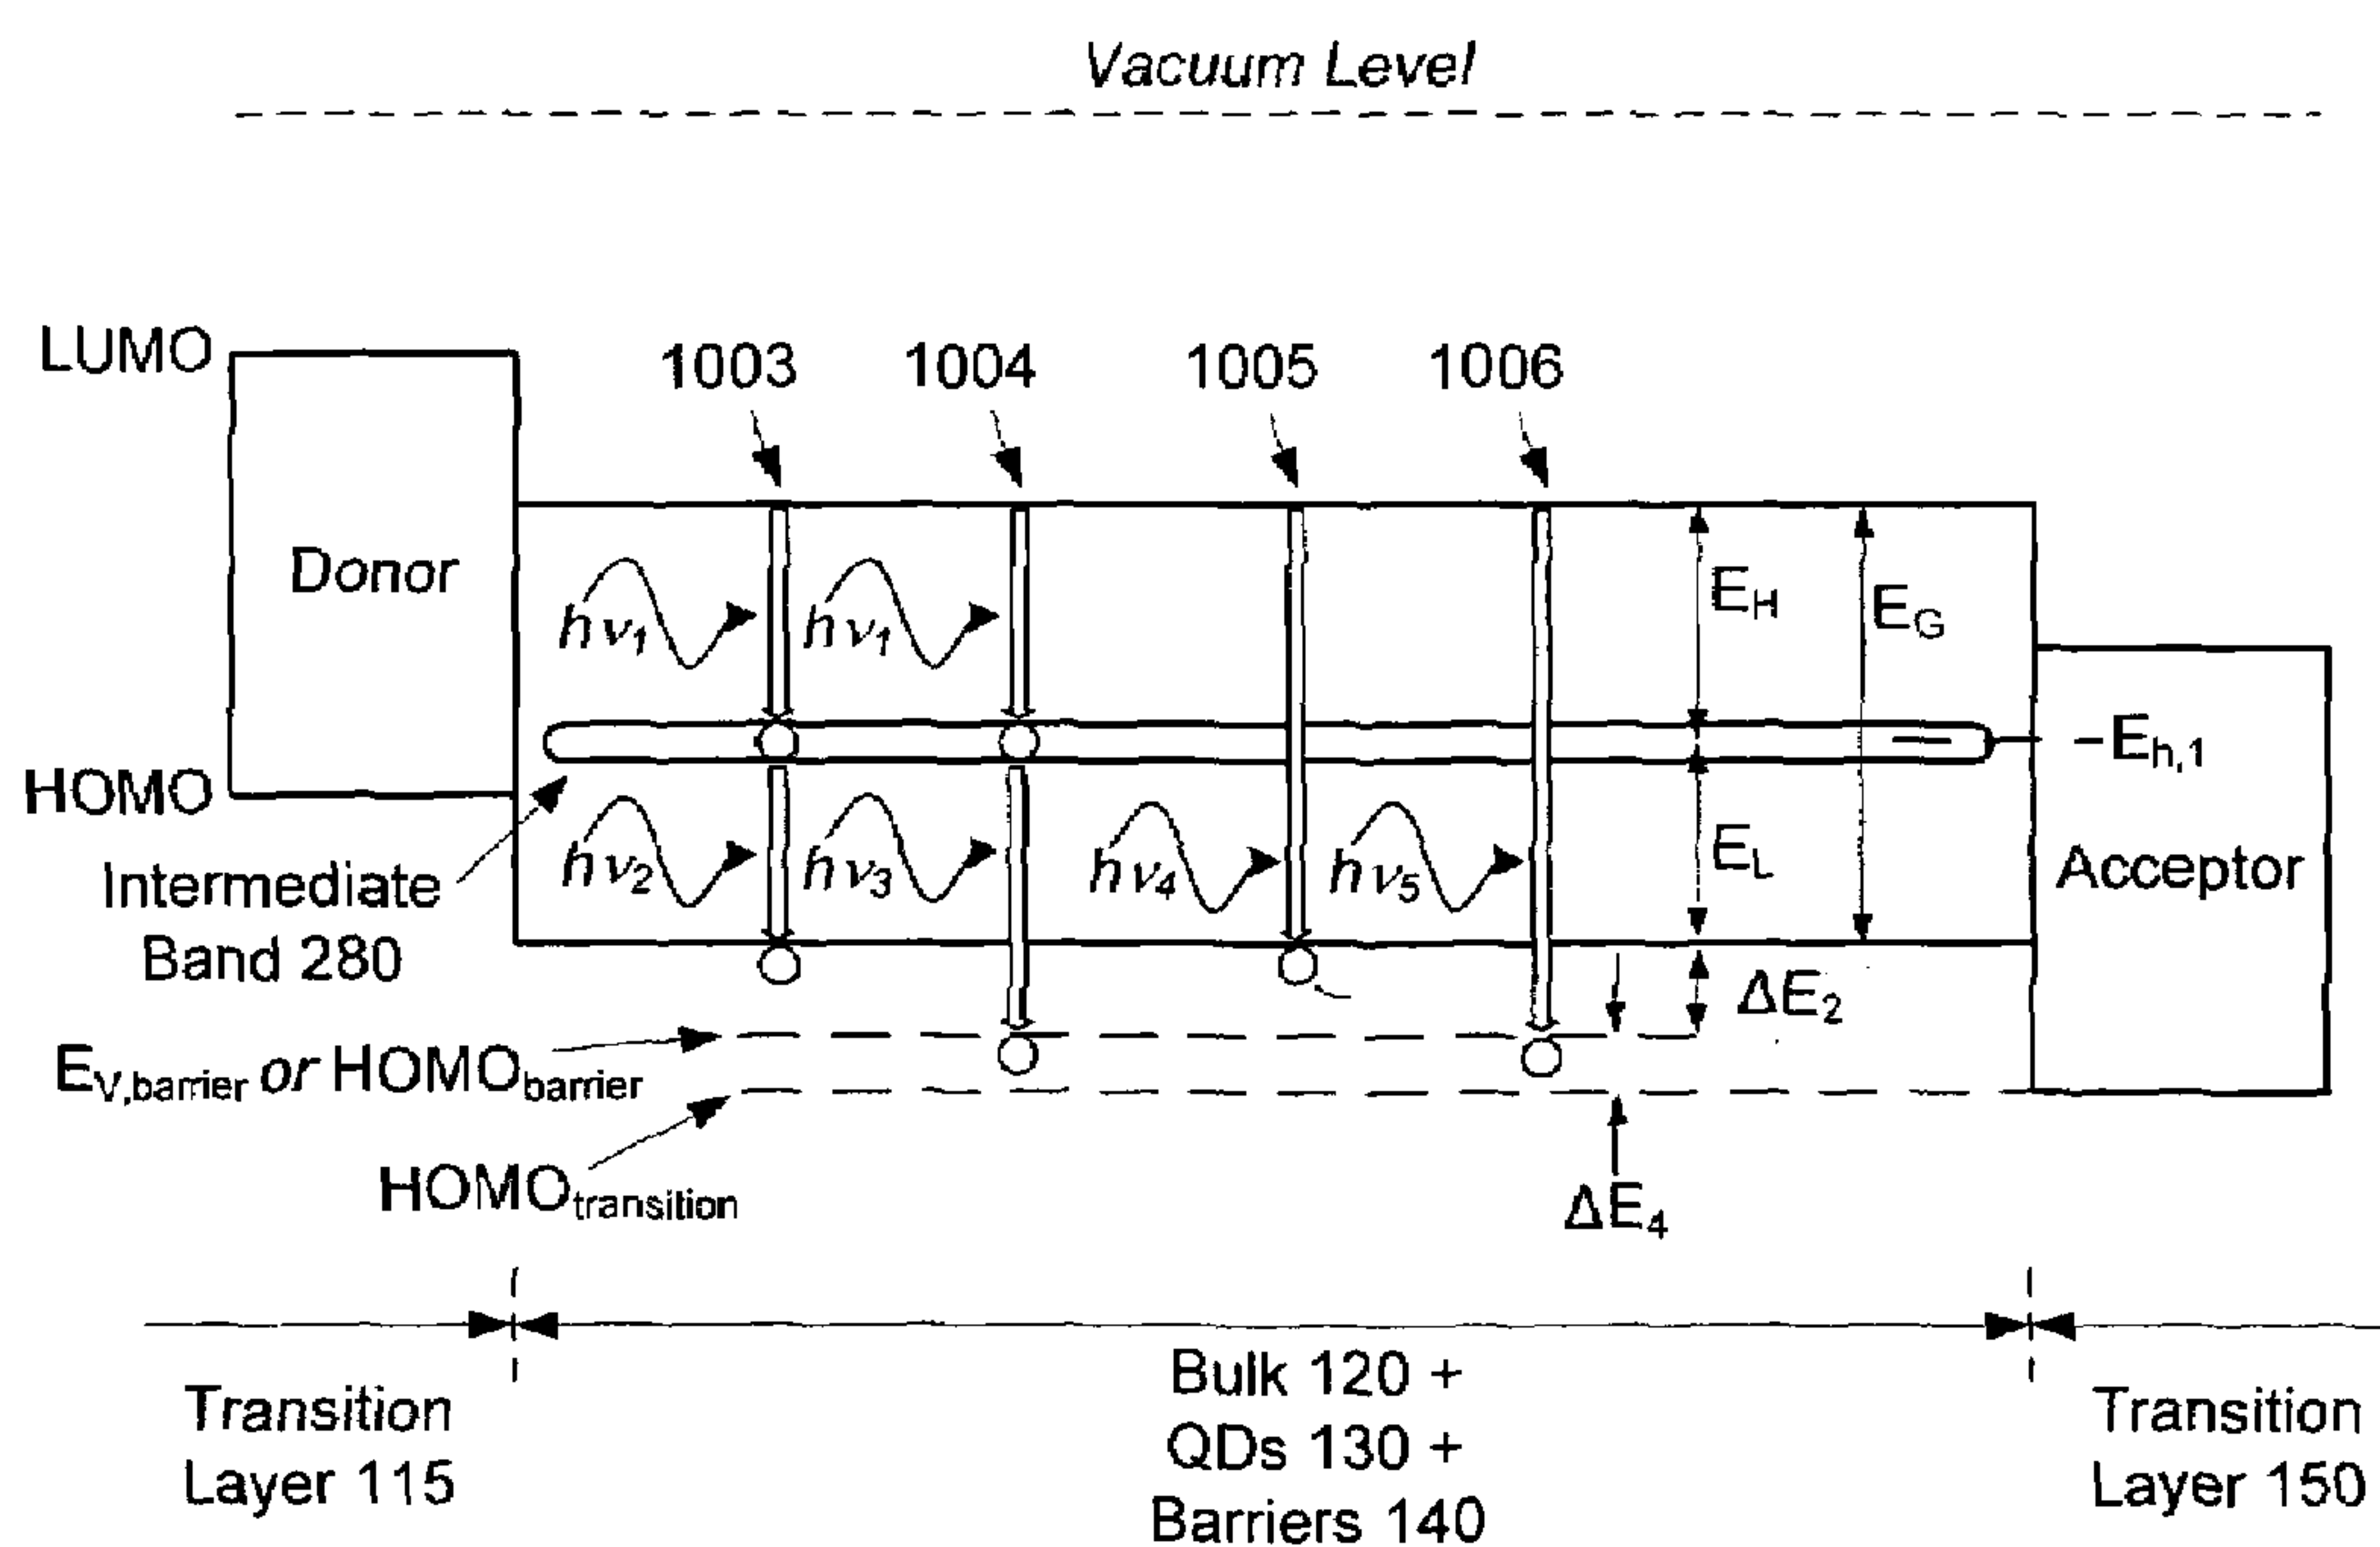 Vacuum Level
LUMO
1003
1004
1005
1006
Donor
hν1
hν1
EH
EG
HOMO
−Eh,1
Intermediate
Band 280
hν2
hν3
hν4
hν5
EL
Acceptor
ΔE2
EV,barrier or HOMObarrier
HOMOtransition
ΔE4
Transition
Layer 115
Bulk 120 +
QDs 130 +
Barriers 140
Transition
Layer 150